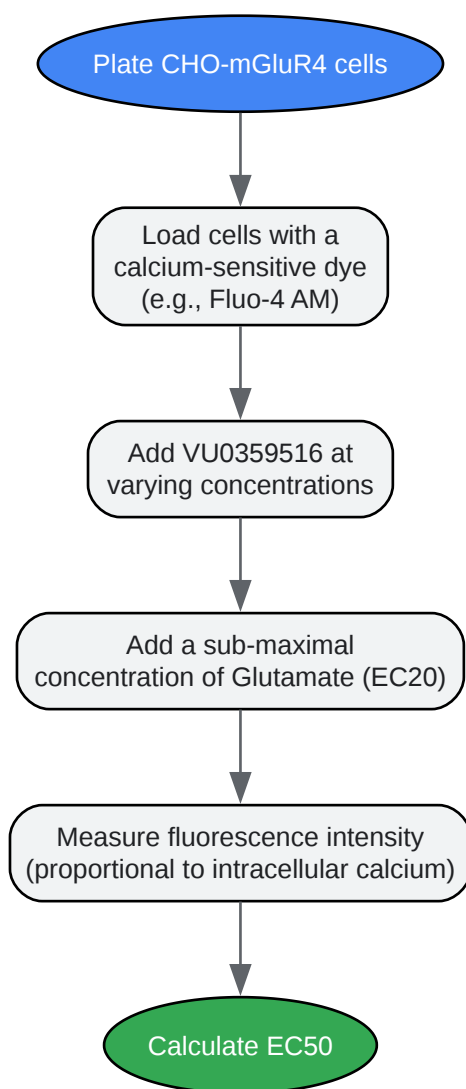 Plate CHO-mGluR4 cells
Load cells with a
calcium-sensitive dye
(e.g., Fluo-4 AM)
Add VU0359516 at
varying concentrations
Add a sub-maximal
concentration of Glutamate (EC20)
Measure fluorescence intensity
(proportional to intracellular calcium)
Calculate EC50